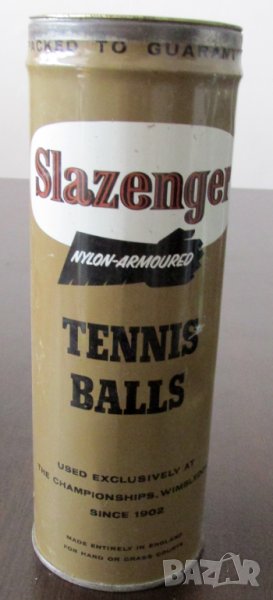 PACKED TO GUARANT
Slazenger
NYLON-ARMOURED
TENNIS
BALLS
USED EXCLUSIVELY AT
THE CHAMPIONSHIPS, WIMBLEDON
SINCE 1902
MADE ENTIRELY IN ENGLAND
FOR HARD OR GRASS COURTS
BAZAR